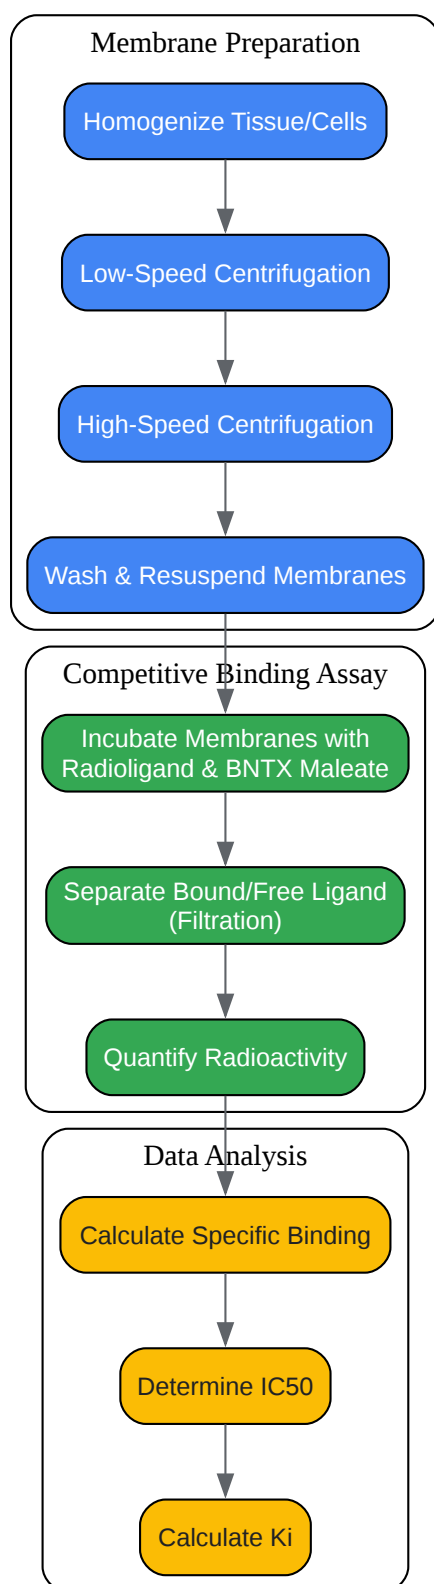 Membrane Preparation
Homogenize Tissue/Cells
Low-Speed Centrifugation
High-Speed Centrifugation
Wash & Resuspend Membranes
Competitive Binding Assay
Incubate Membranes with
Radioligand & BNTX Maleate
Separate Bound/Free Ligand
(Filtration)
Quantify Radioactivity
Data Analysis
Calculate Specific Binding
Determine IC50
Calculate Ki